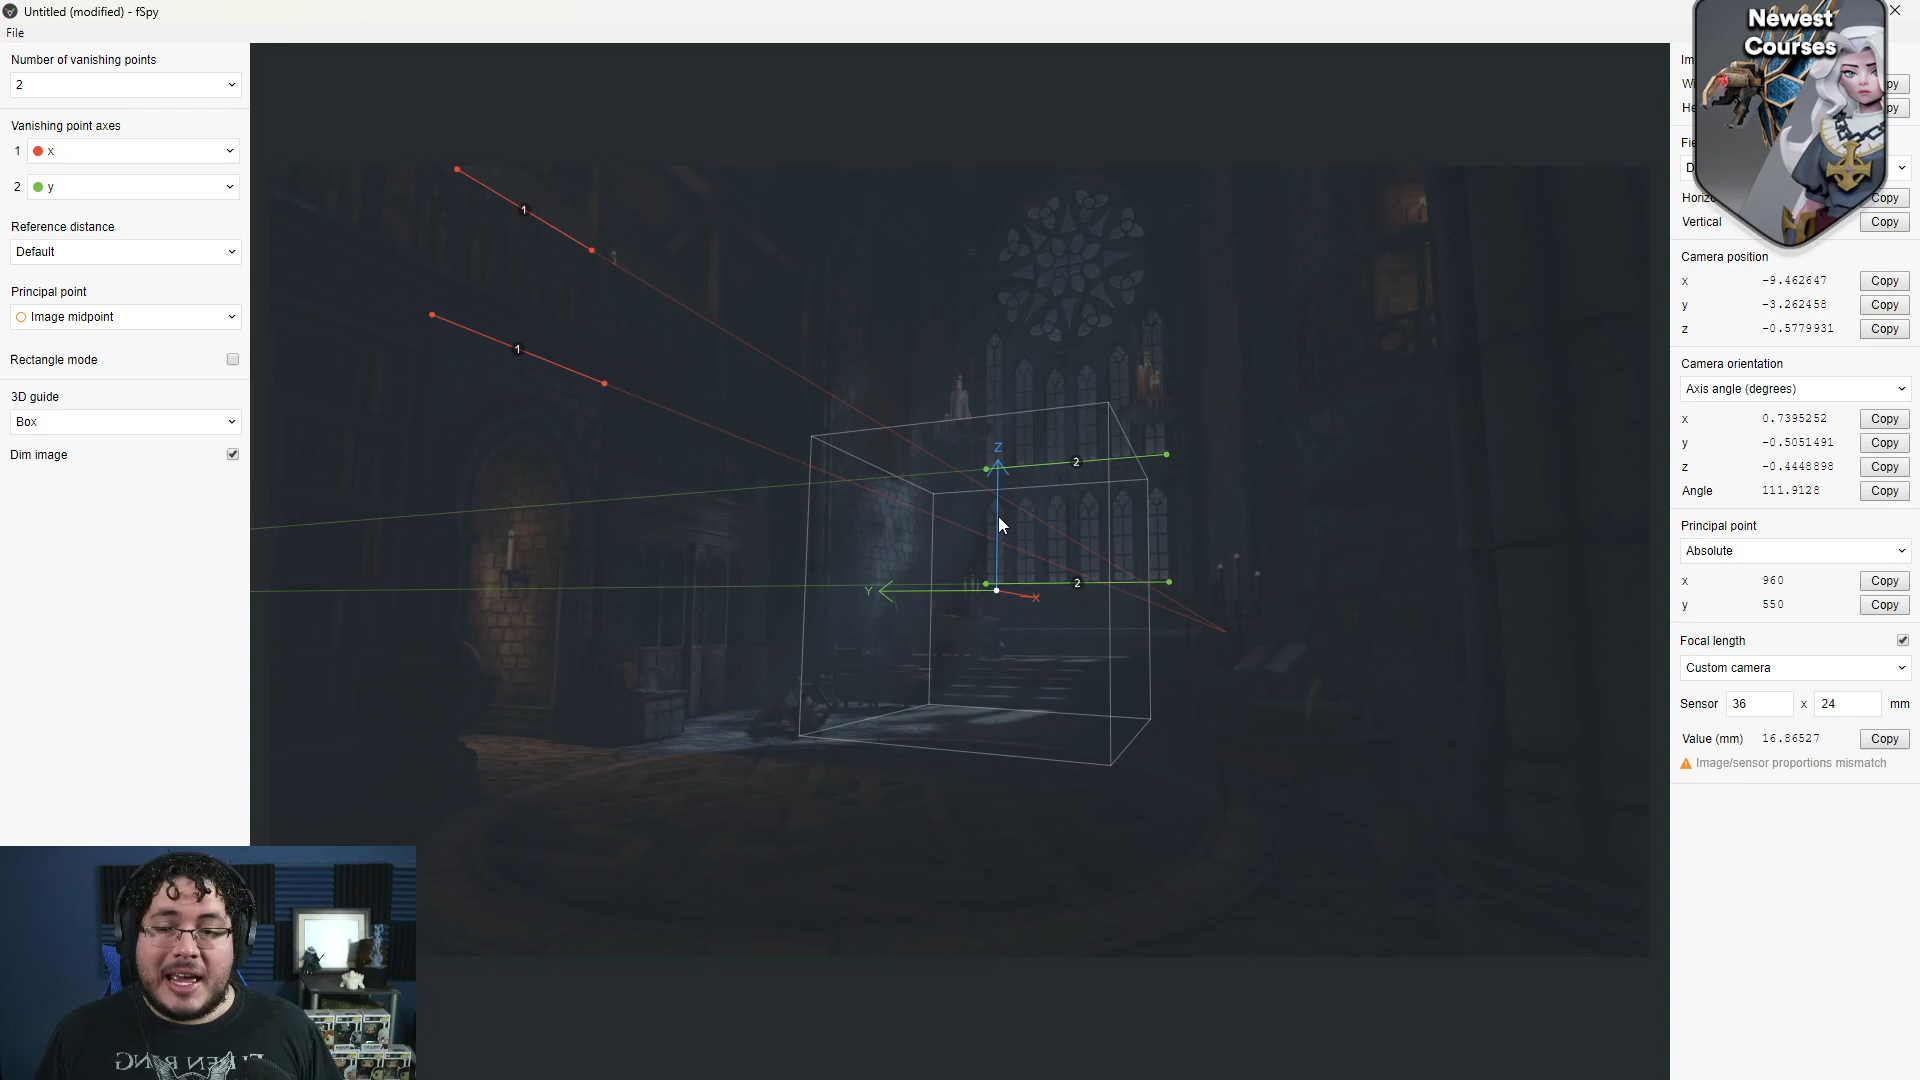 Untitled (modified) - fSpy
File
Number of vanishing points
2
Vanishing point axes
1 x
2 y
Reference distance
Default
Principal point
Image midpoint
Rectangle mode
3D guide
Box
Dim image
1
1
2
2
Z
Y
X
Newest
Courses
Vertical Copy
Camera position
x -9.462647 Copy
y -3.262458 Copy
z -0.5779931 Copy
Camera orientation
Axis angle (degrees)
x 0.7395252 Copy
y -0.5051491 Copy
z -0.4448898 Copy
Angle 111.9128 Copy
Principal point
Absolute
x 960 Copy
y 550 Copy
Focal length
Custom camera
Sensor 36 x 24 mm
Value (mm) 16.86527 Copy
Image/sensor proportions mismatch